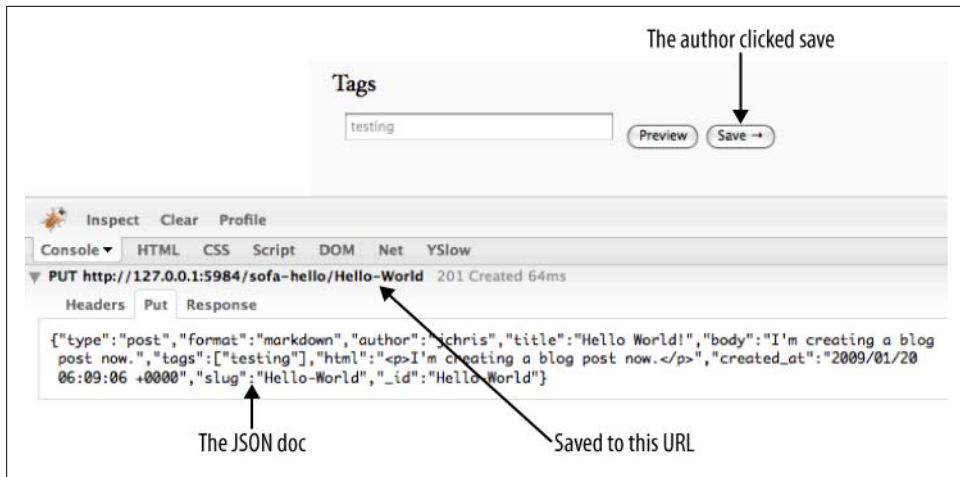 The author clicked save
Tags
testing
Preview
Save →
Inspect Clear Profile
Console ▾ HTML CSS Script DOM Net YSlow
PUT http://127.0.0.1:5984/sofa-hello/Hello-World 201 Created 64ms
Headers Put Response
{"type":"post","format":"markdown","author":"jchris","title":"Hello World!","body":"I'm creating a blog
post now.","tags":["testing"],"html":"<p>I'm creating a blog post now.</p>","created_at":"2009/01/20
06:09:06 +0000","slug":"Hello-World","_id":"Hello-World"}
The JSON doc
Saved to this URL